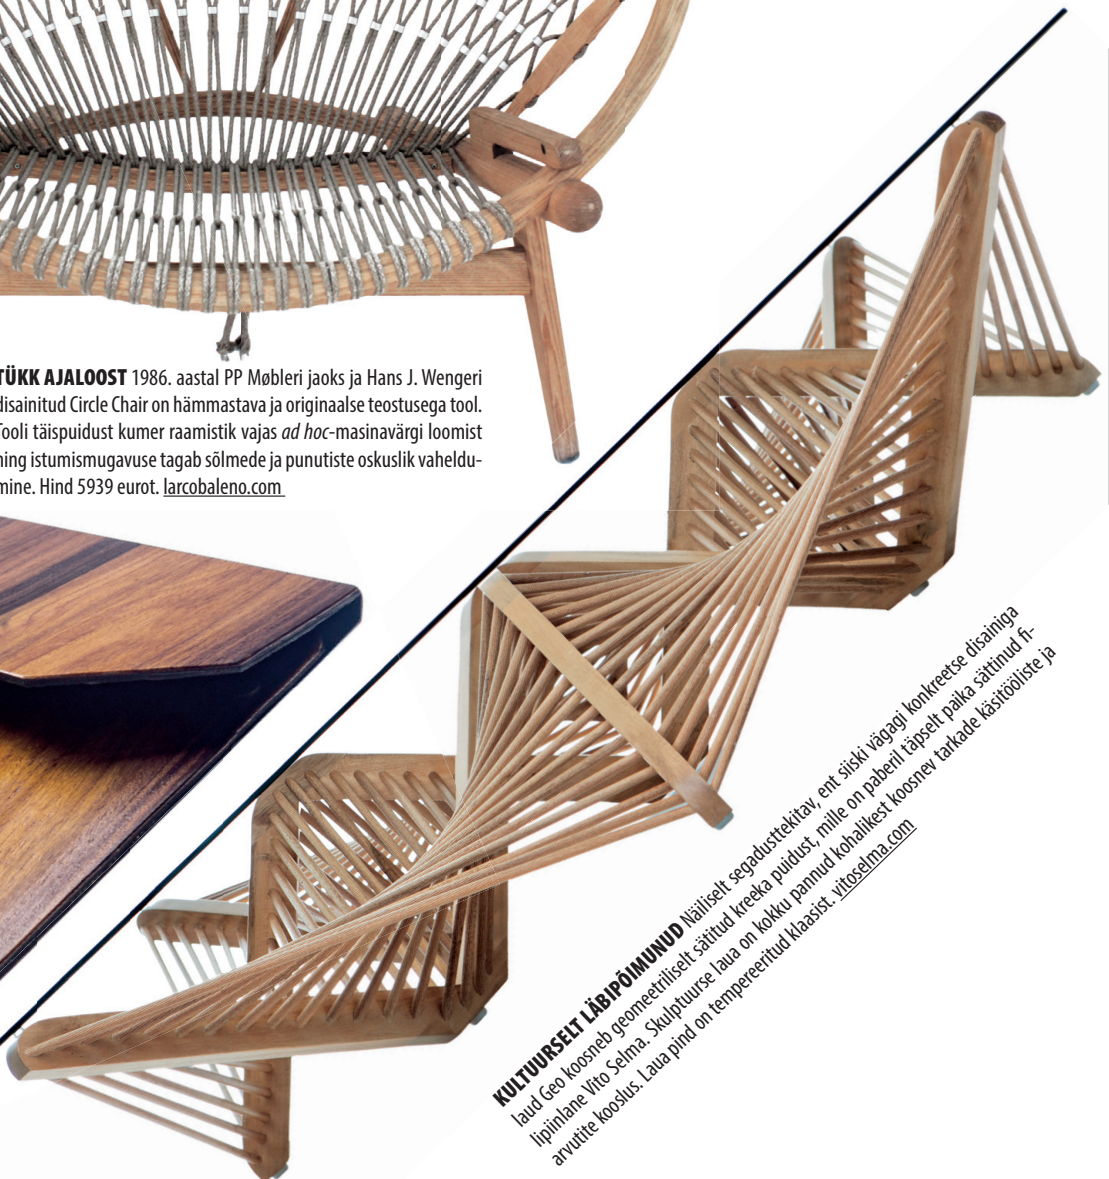 TÜKK AJALOOST 1986. aastal PP Møbleri jaoks ja Hans J. Wengeri
disainitud Circle Chair on hämmastava ja originaalse teostusega tool.
Tooli täispuidust kumer raamistik vajas ad hoc-masinavärgi loomist
ning istumismugavuse tagab sõlmede ja punutiste oskuslik vaheldu-
mine. Hind 5939 eurot. larcobaleno.com
KULTUURSELT LÄBIPÕIMUNUD Näiliselt segadusttekitav, ent siiski vägagi konkreetse disainiga
laud Geo koosneb geomeetriliselt sätitud kreeka puidust, mille on paberil täpselt paika sättinud fi-
lipiinlane Vito Selma. Skulptuurse laua on kokku pannud kohalikest koosnev tarkade käsitööliste ja
arvutite kooslus. Laua pind on tempereeritud klaasist. vitoselma.com